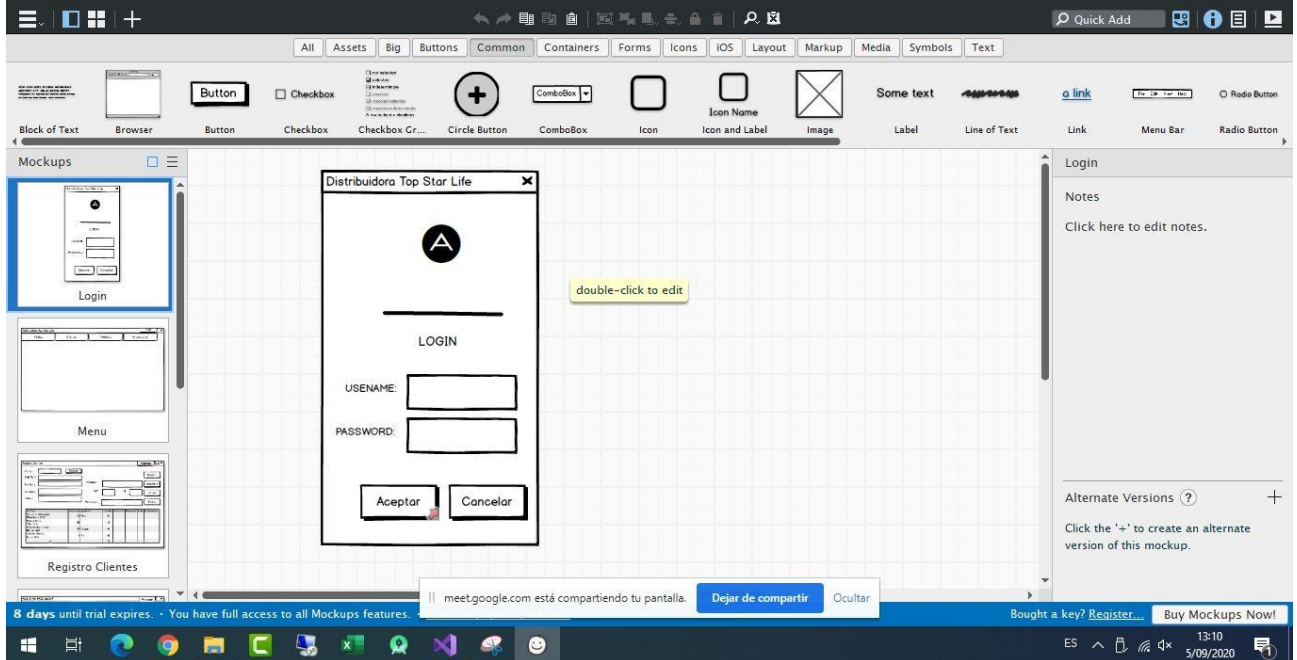 Quick Add
All Assets Big Buttons Common Containers Forms Icons iOS Layout Markup Media Symbols Text
Button
Checkbox
ComboBox
Icon Name
Some text
a link
Radio Button
Block of Text Browser Button Checkbox Checkbox Gr... Circle Button ComboBox Icon Icon and Label Image Label Line of Text Link Menu Bar Radio Button
Mockups
Login
Menu
Registro Clientes
Distribuidora Top Star Life
LOGIN
USENAME:
PASSWORD:
Aceptar Cancelar
double-click to edit
Login
Notes
Click here to edit notes.
Alternate Versions ?
Click the '+' to create an alternate
version of this mockup.
meet.google.com está compartiendo tu pantalla. Dejar de compartir Ocultar
8 days until trial expires. - You have full access to all Mockups features. -
Bought a key? Register... Buy Mockups Now!
ES
13:10
5/09/2020